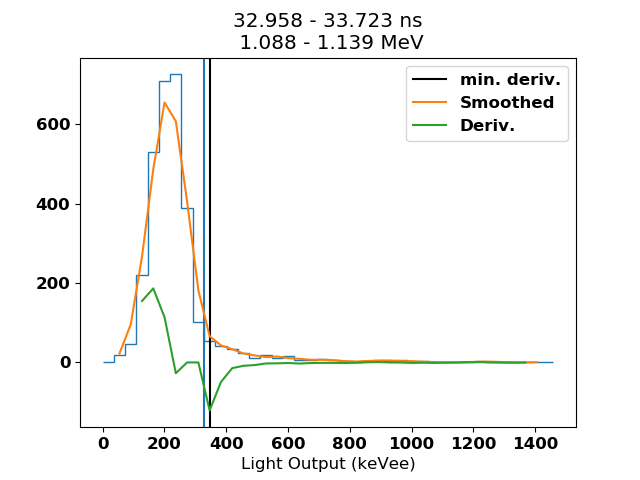 32.958 - 33.723 ns
1.088 - 1.139 MeV
min. deriv.
Smoothed
Deriv.
600
400
200
0
0 200 400 600 800 1000 1200 1400
Light Output (keVee)